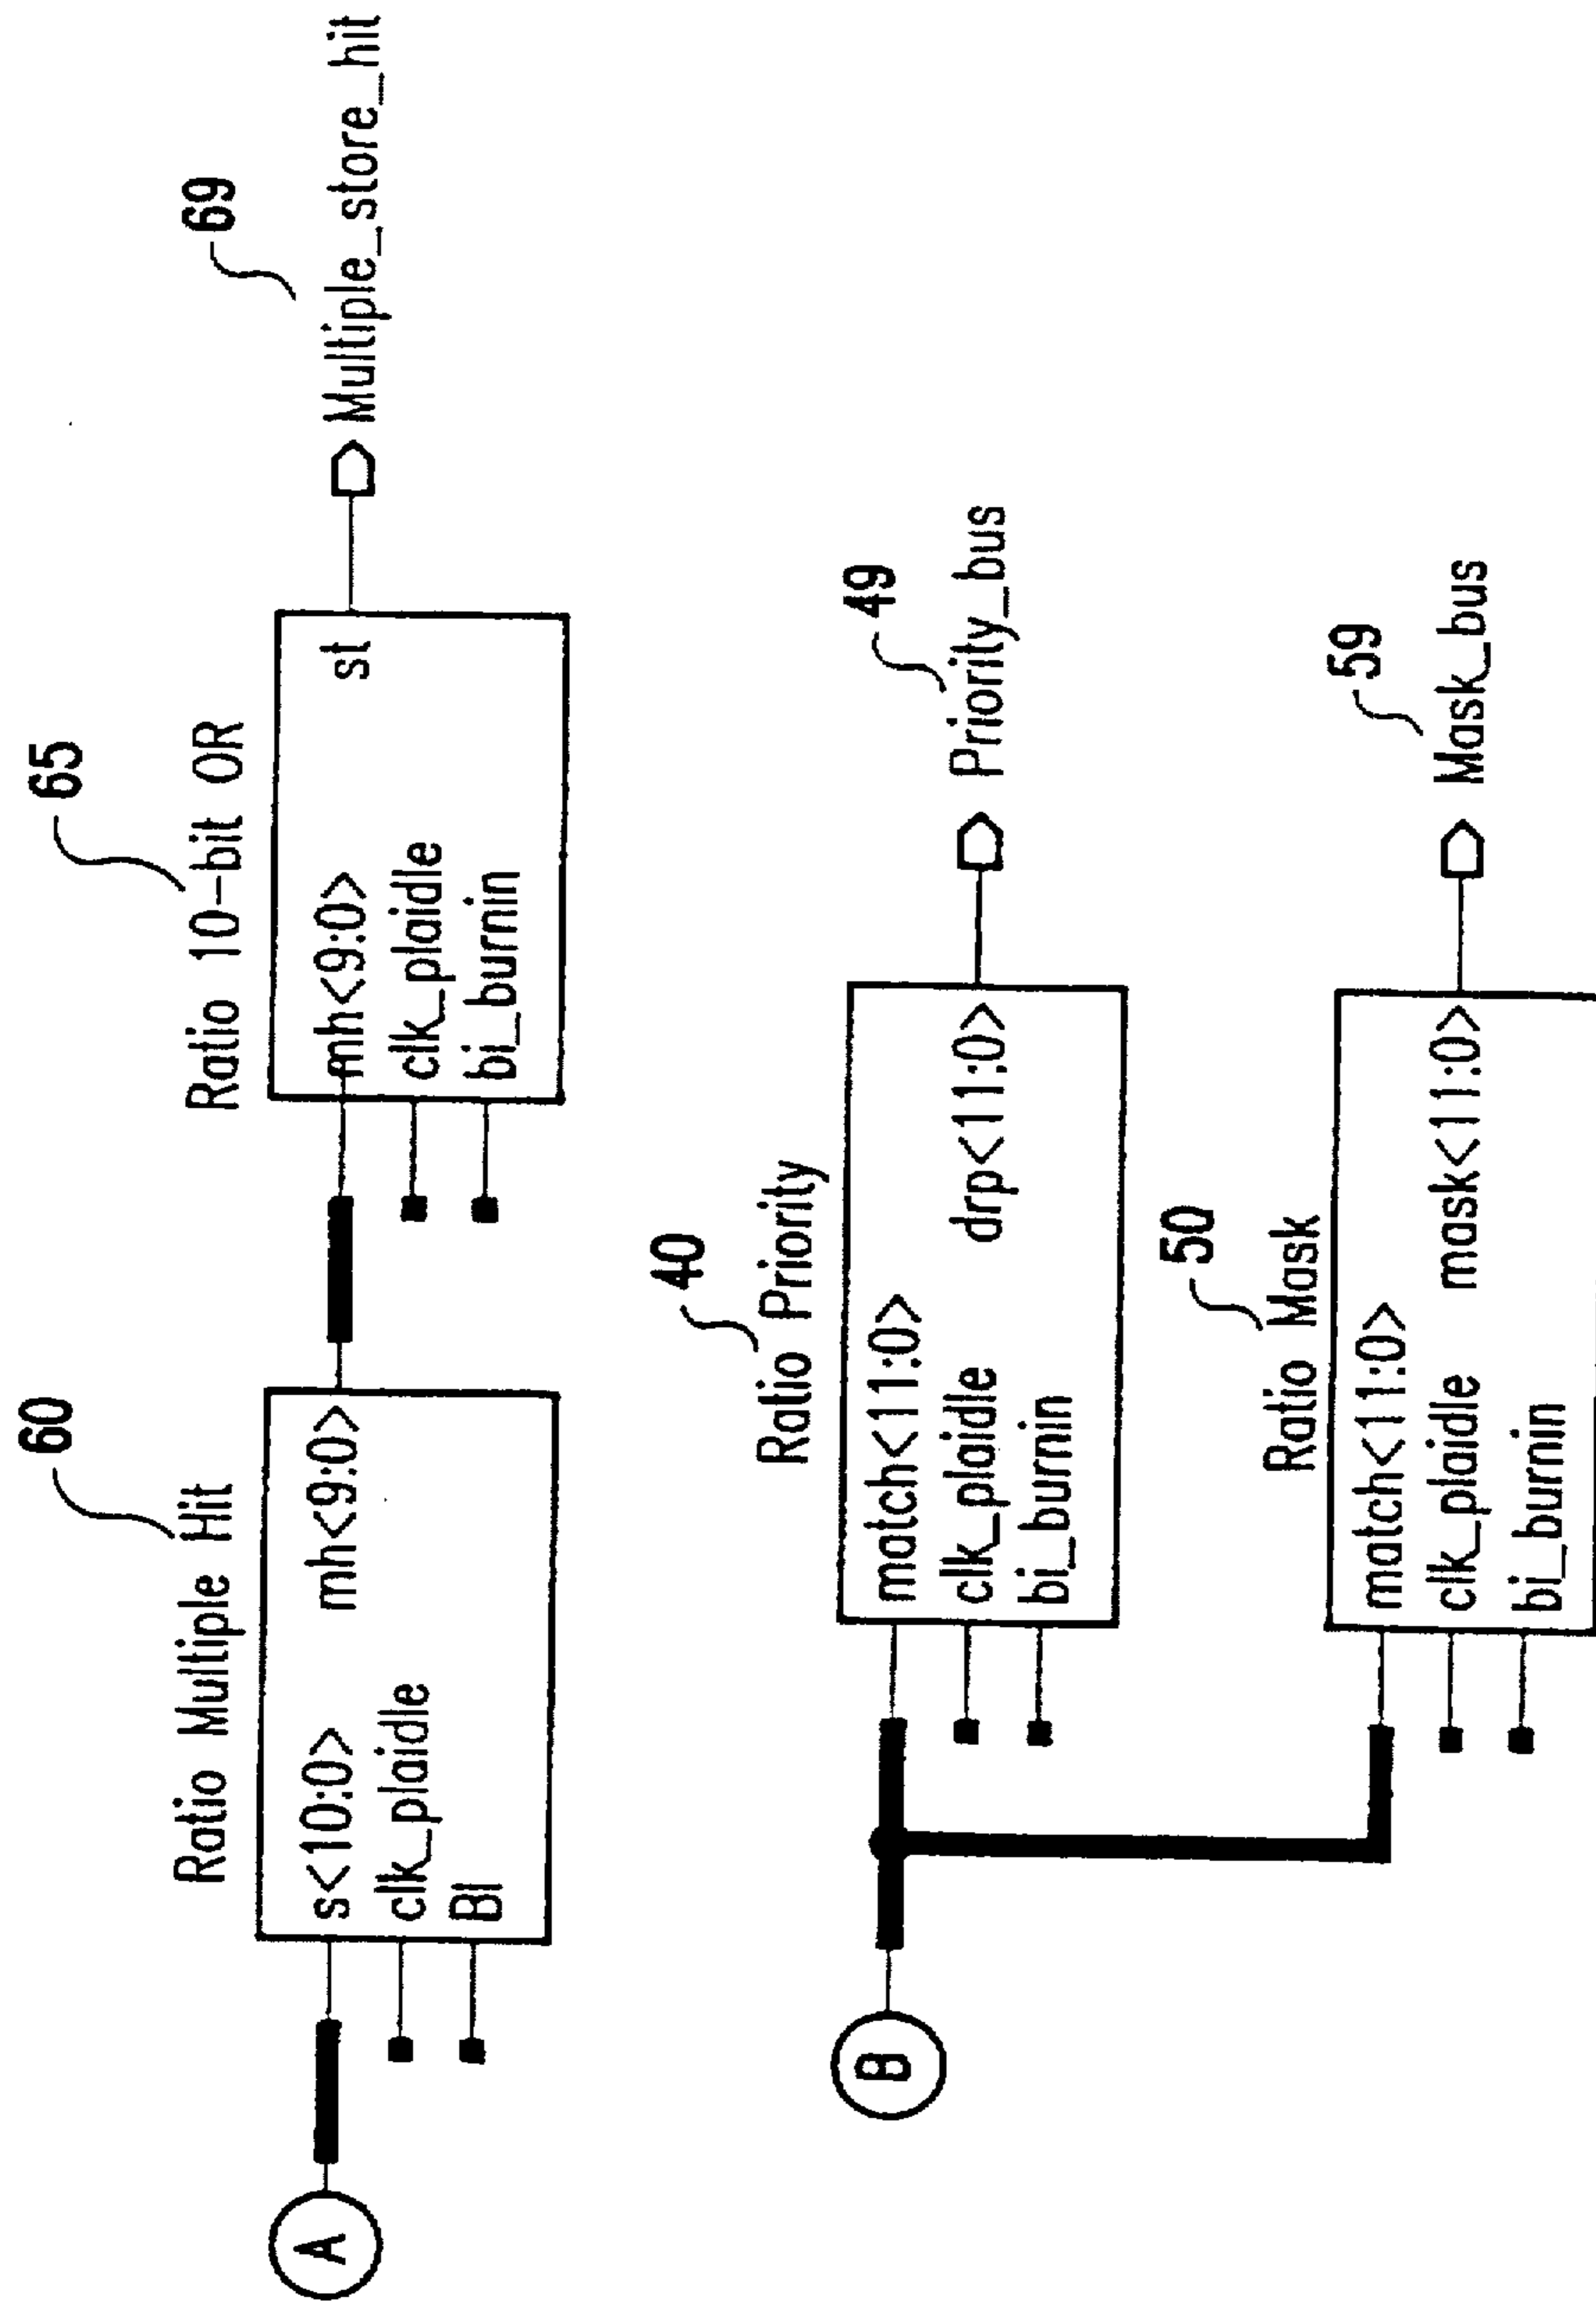 65
Ratio 10-bit OR
60
Ratio Multiple Hit
69
A
s<10:0>
mh<9:0>
clk_plaidle
BI
mh<9:0>
st
clk_plaidle
bi_burnin
Multiple_store_hit
40
Ratio Priority
49
B
match<11:0>
clk_plaidle
drp<11:0>
bi_burnin
Priority_bus
50
Ratio Mask
59
match<11:0>
clk_plaidle
mask<11:0>
bi_burnin
Mask_bus